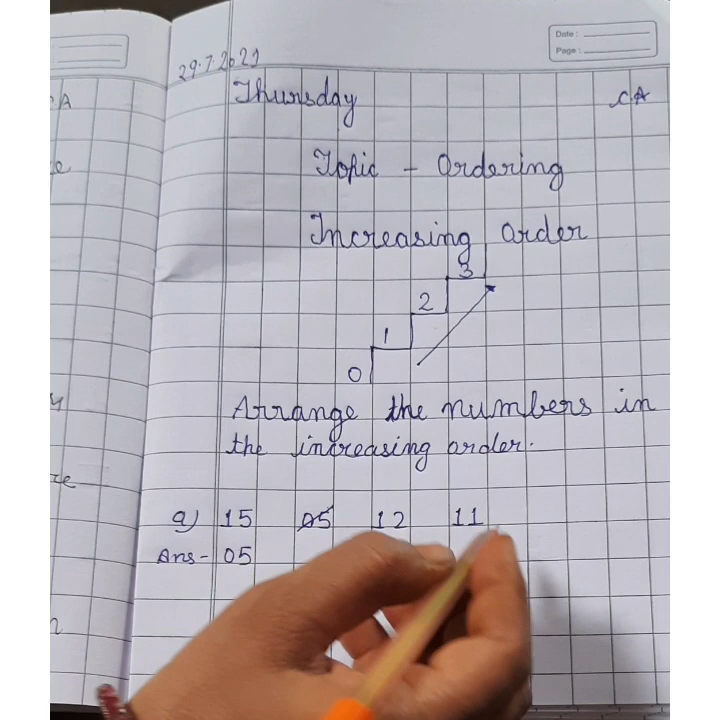 Date :
Page :
29.7.2021
Thursday
C.A
Topic - Ordering
Increasing order
3
2
1
0
Arrange the numbers in
the increasing order.
a) 15 05 12 11
Ans - 05